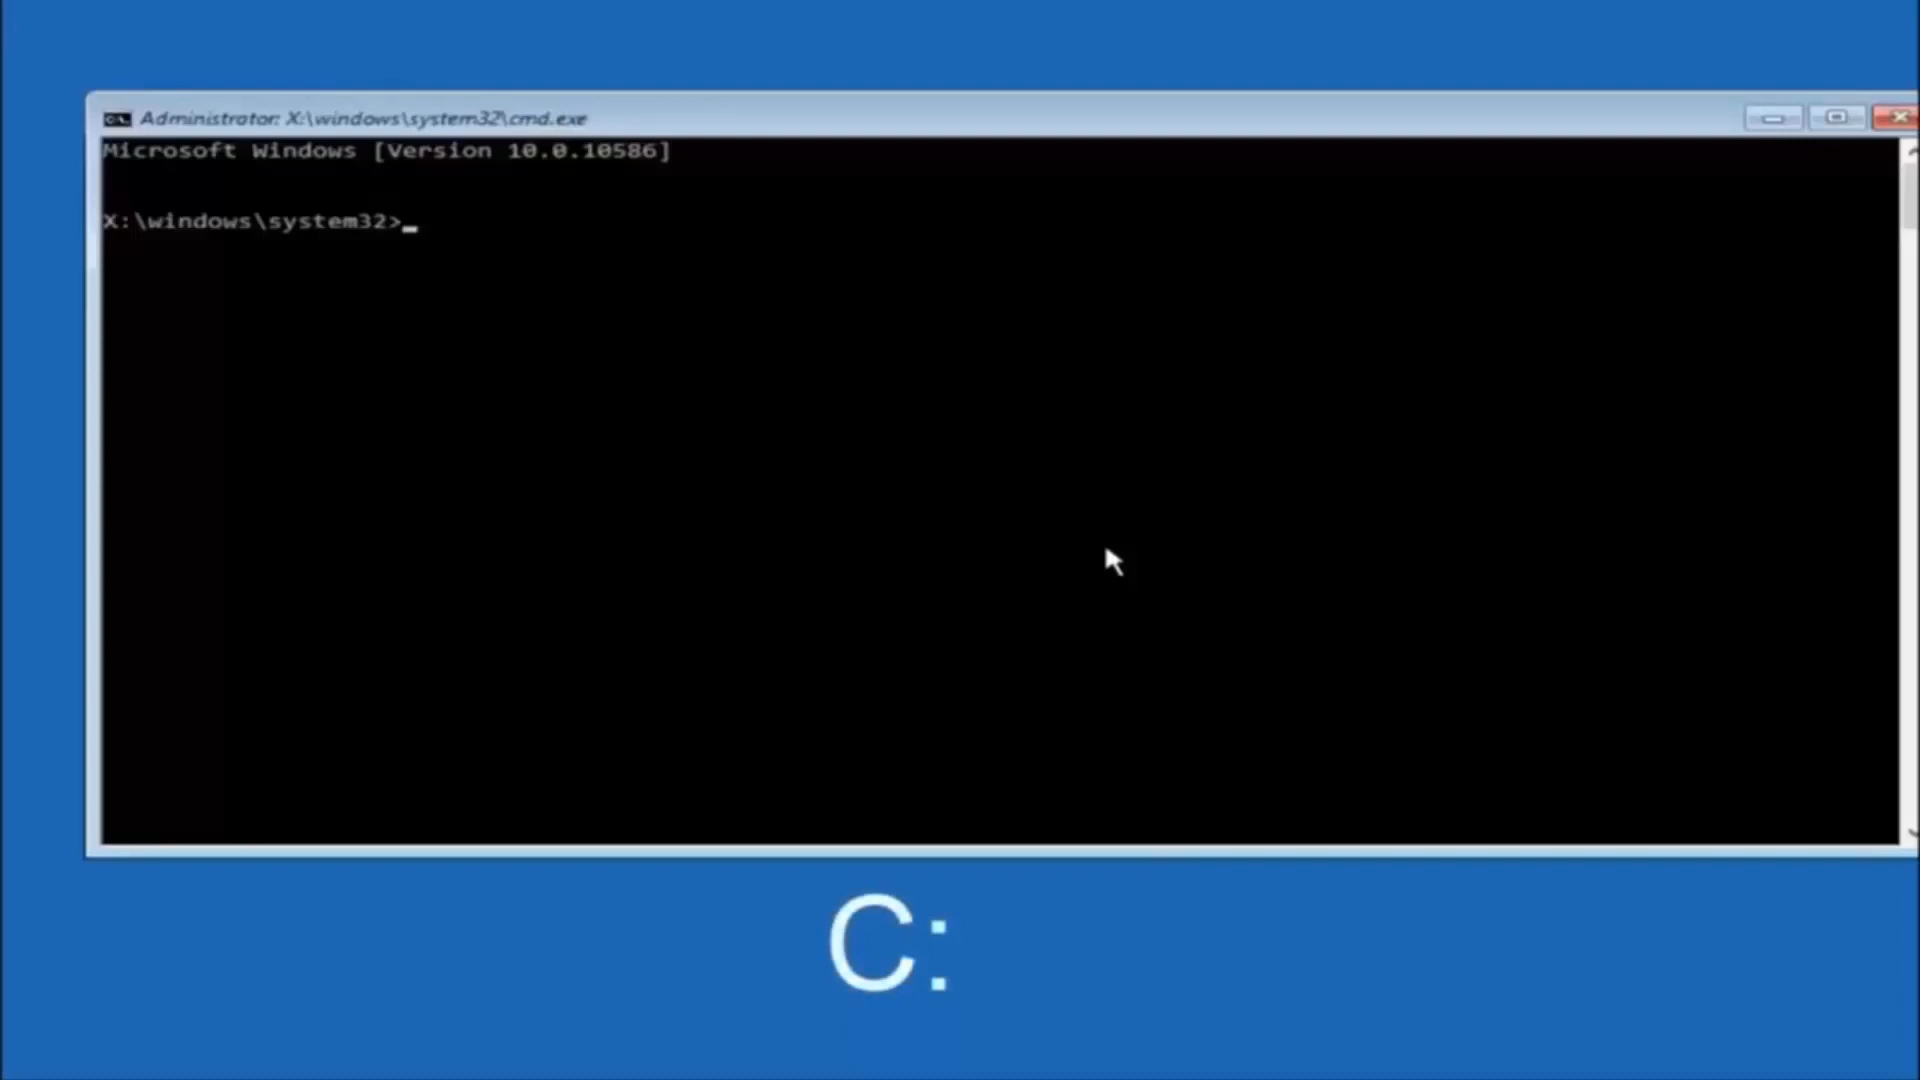 Administrator: X:\windows\system32\cmd.exe
Microsoft Windows [Version 10.0.10586]
X:\windows\system32>
C: